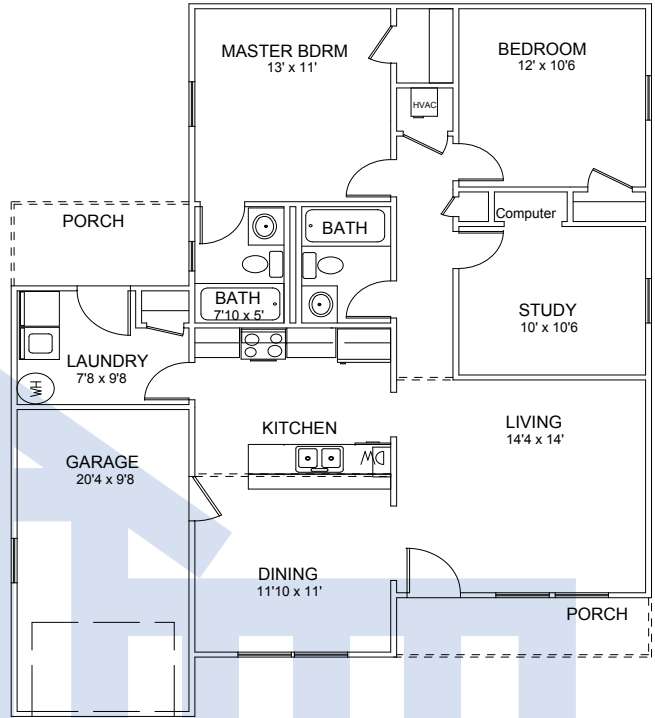 MASTER BDRM
13' x 11'
BEDROOM
12' x 10'6
HVAC
PORCH
BATH
Computer
BATH
7'10 x 5'
STUDY
10' x 10'6
LAUNDRY
7'8 x 9'8
WH
KITCHEN
LIVING
14'4 x 14'
DW
GARAGE
20'4 x 9'8
DINING
11'10 x 11'
PORCH